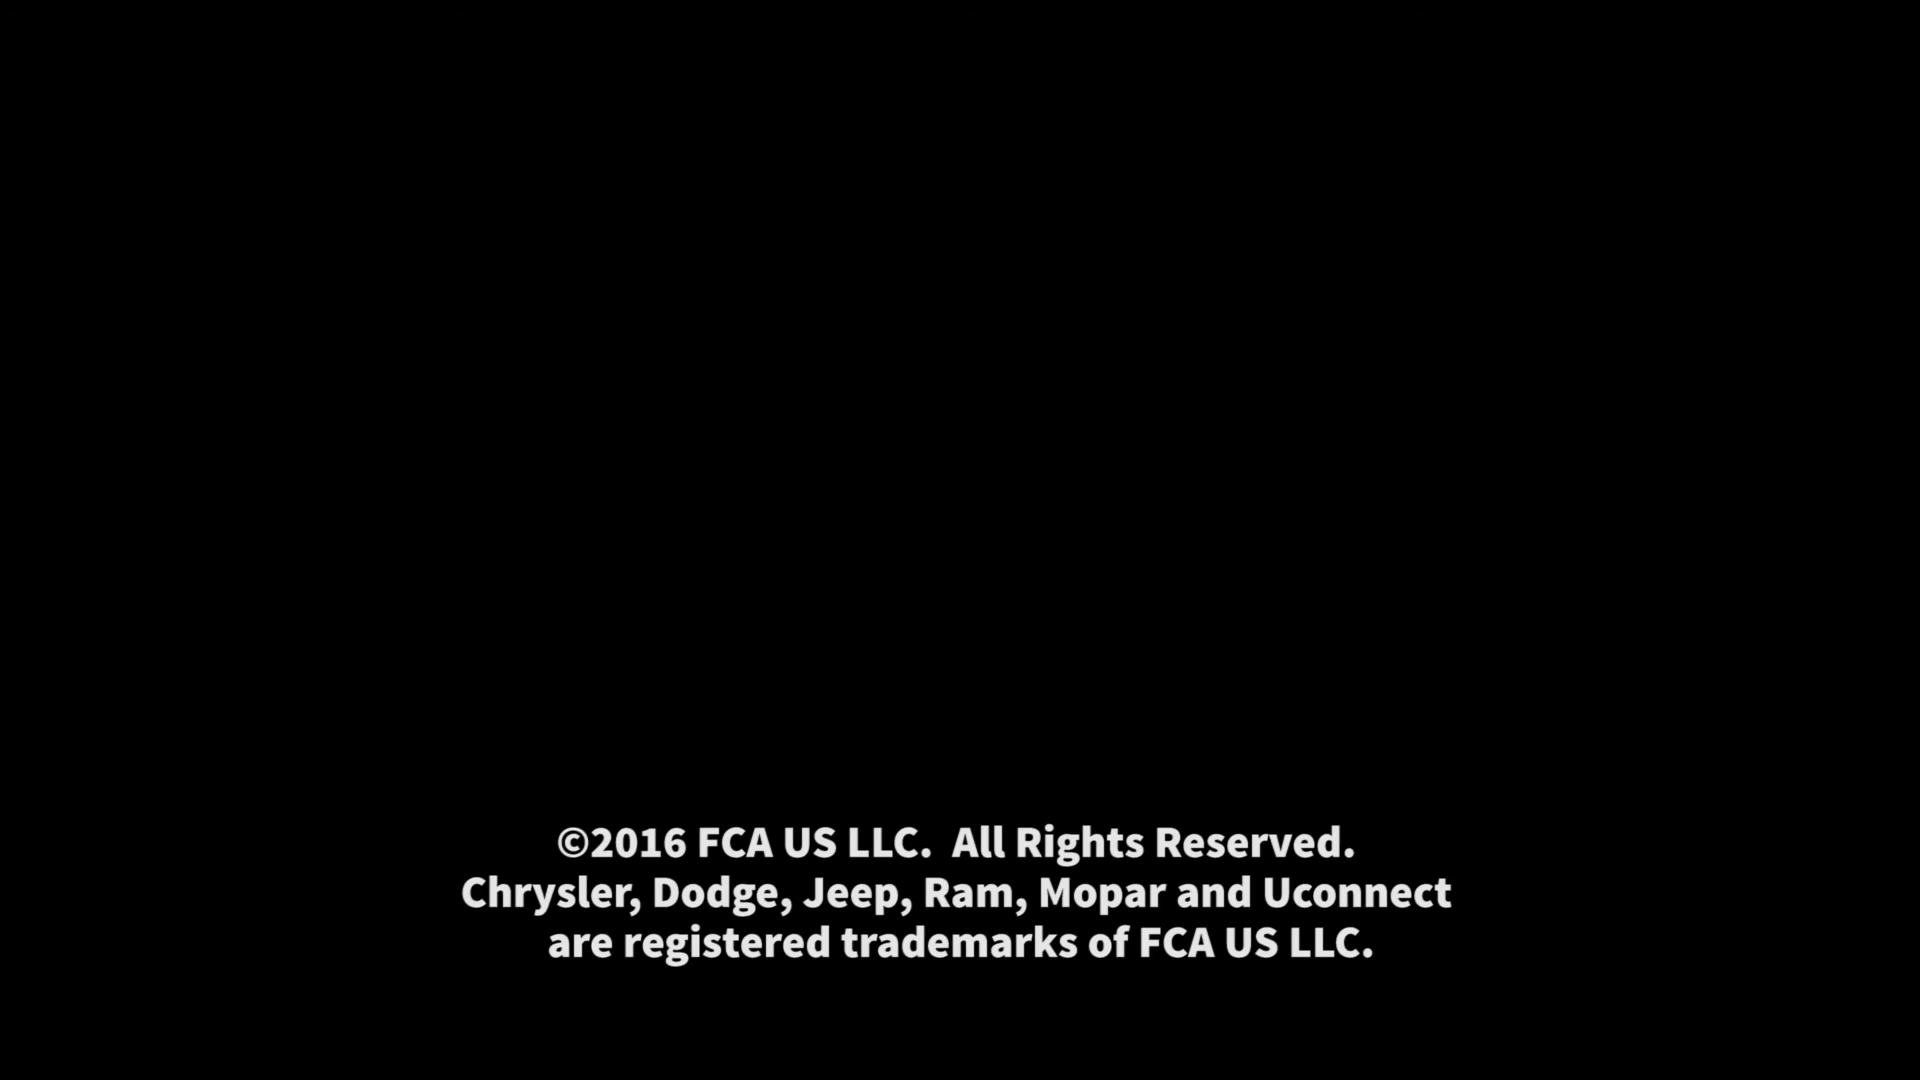 ©2016 FCA US LLC.  All Rights Reserved.
Chrysler, Dodge, Jeep, Ram, Mopar and Uconnect
are registered trademarks of FCA US LLC.